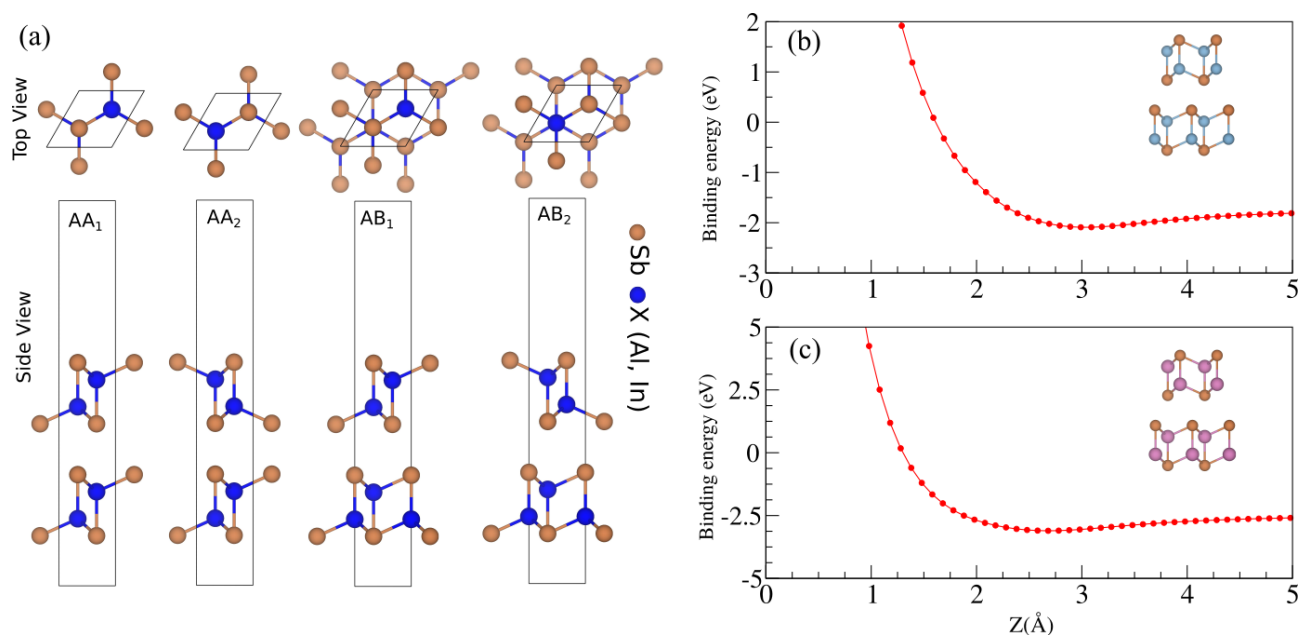 (a)
Top View
AA1
AA2
AB1
AB2
Side View
Sb X (Al, In)
(b)
Binding energy (eV)
2
1
0
-1
-2
-3
0 1 2 3 4 5
(c)
Binding energy (eV)
5
2.5
0
-2.5
-5
0 1 2 3 4 5
Z(Å)